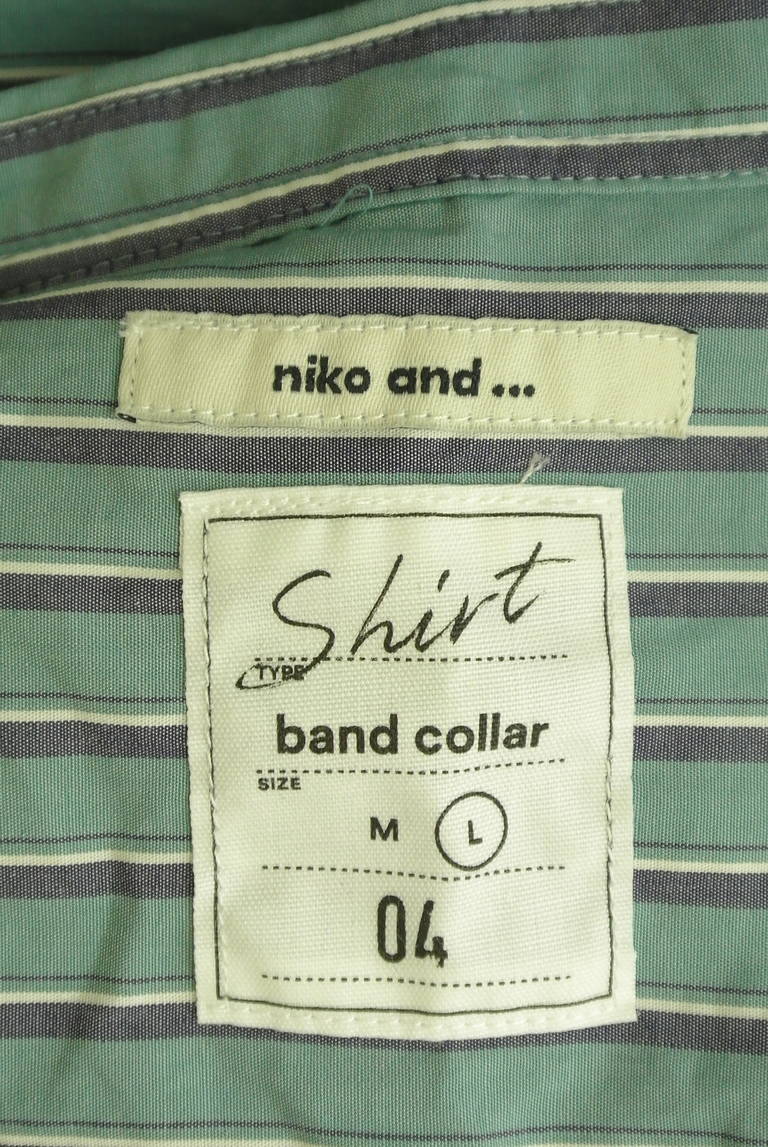 niko and...
Shirt
TYPE
band collar
SIZE
M L
04